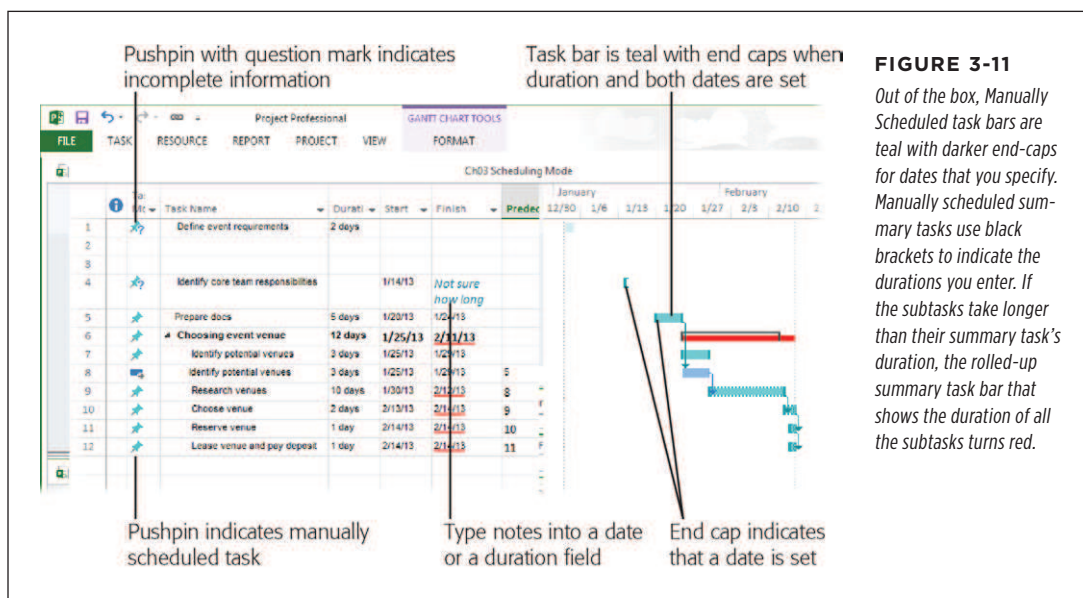 Pushpin with question mark indicates
incomplete information
Task bar is teal with end caps when
duration and both dates are set
FIGURE 3-11
Out of the box, Manually
Scheduled task bars are
teal with darker end-caps
for dates that you specify.
Manually scheduled sum-
mary tasks use black
brackets to indicate the
durations you enter. If
the subtasks take longer
than their summary task's
duration, the rolled-up
summary task bar that
shows the duration of all
the subtasks turns red.
Project Professional
GANTT CHART TOOLS
FILE TASK RESOURCE REPORT PROJECT VIEW FORMAT
Ch03 Scheduling Mode
January February
Task Name Durati Start Finish Predec 12/30 1/6 1/13 1/20 1/27 2/3 2/10 2
1 Define event requirements 2 days
2
3
4 Identify core team responsibilities 1/14/13 Not sure
how long
5 Prepare docs 5 days 1/20/13
6 Choosing event venue 12 days 1/25/13 2/11/13
7 Identify potential venues 3 days 1/25/13
8 Identify potential venues 3 days 1/25/13 5
9 Research venues 10 days 1/30/13 8
10 Choose venue 2 days 2/13/13 9
11 Reserve venue 1 day 2/14/13 10
12 Lease venue and pay deposit 1 day 2/14/13 11
Pushpin indicates manually
scheduled task
Type notes into a date
or a duration field
End cap indicates
that a date is set